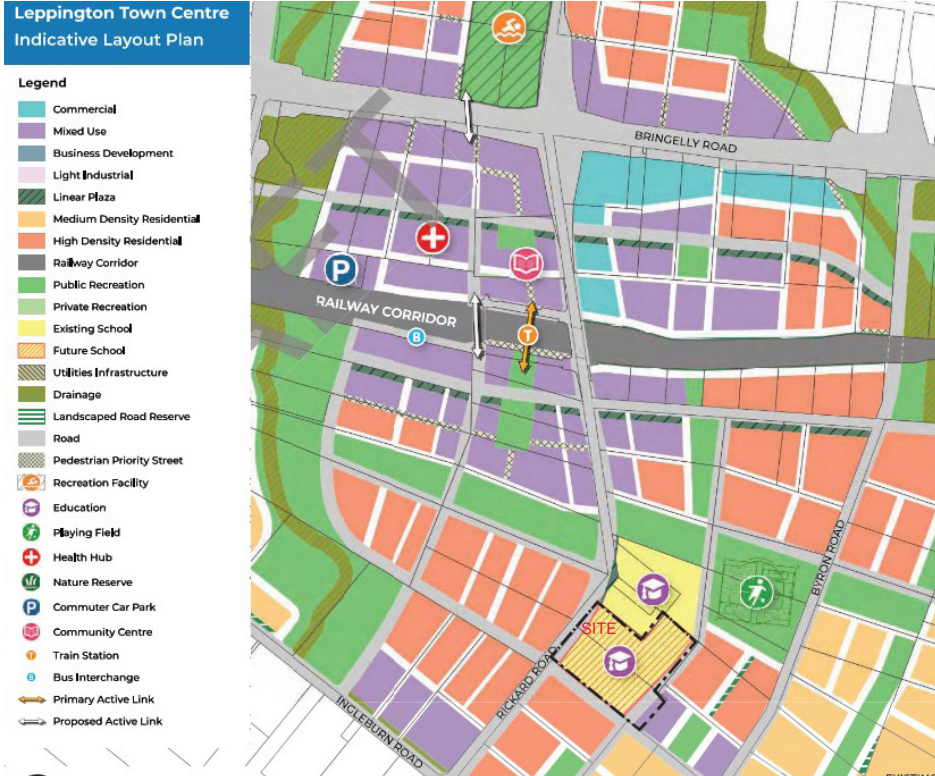 Leppington Town Centre
Indicative Layout Plan
Legend
Commercial
Mixed Use
Business Development
Light Industrial
Linear Plaza
Medium Density Residential
High Density Residential
Railway Corridor
Public Recreation
Private Recreation
Existing School
Future School
Utilities Infrastructure
Drainage
Landscaped Road Reserve
Road
Pedestrian Priority Street
Recreation Facility
Education
Playing Field
Health Hub
Nature Reserve
P Commuter Car Park
Community Centre
T Train Station
B Bus Interchange
Primary Active Link
Proposed Active Link
BRINGELLY ROAD
P
RAILWAY CORRIDOR
B
T
BYRON ROAD
SITE
RICKARD ROAD
INGLEBURN ROAD